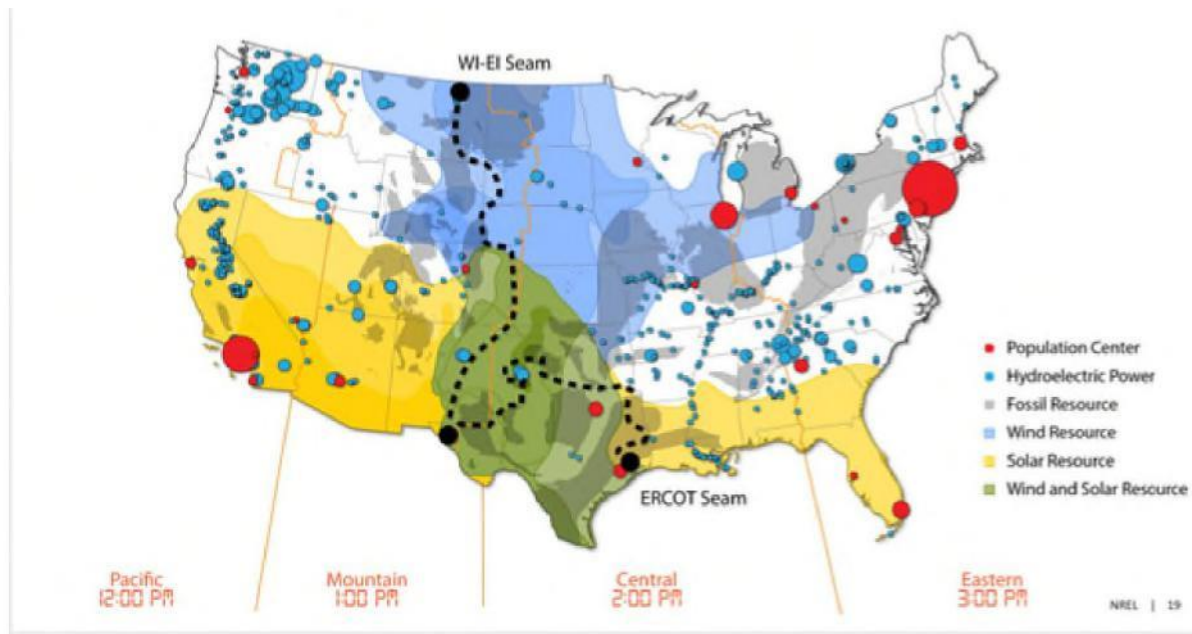 WI-EI Seam
Population Center
Hydroelectric Power
Fossil Resource
Wind Resource
Solar Resource
Wind and Solar Resource
ERCOT Seam
Pacific
12:00 PM
Mountain
1:00 PM
Central
2:00 PM
Eastern
3:00 PM
NREL | 19